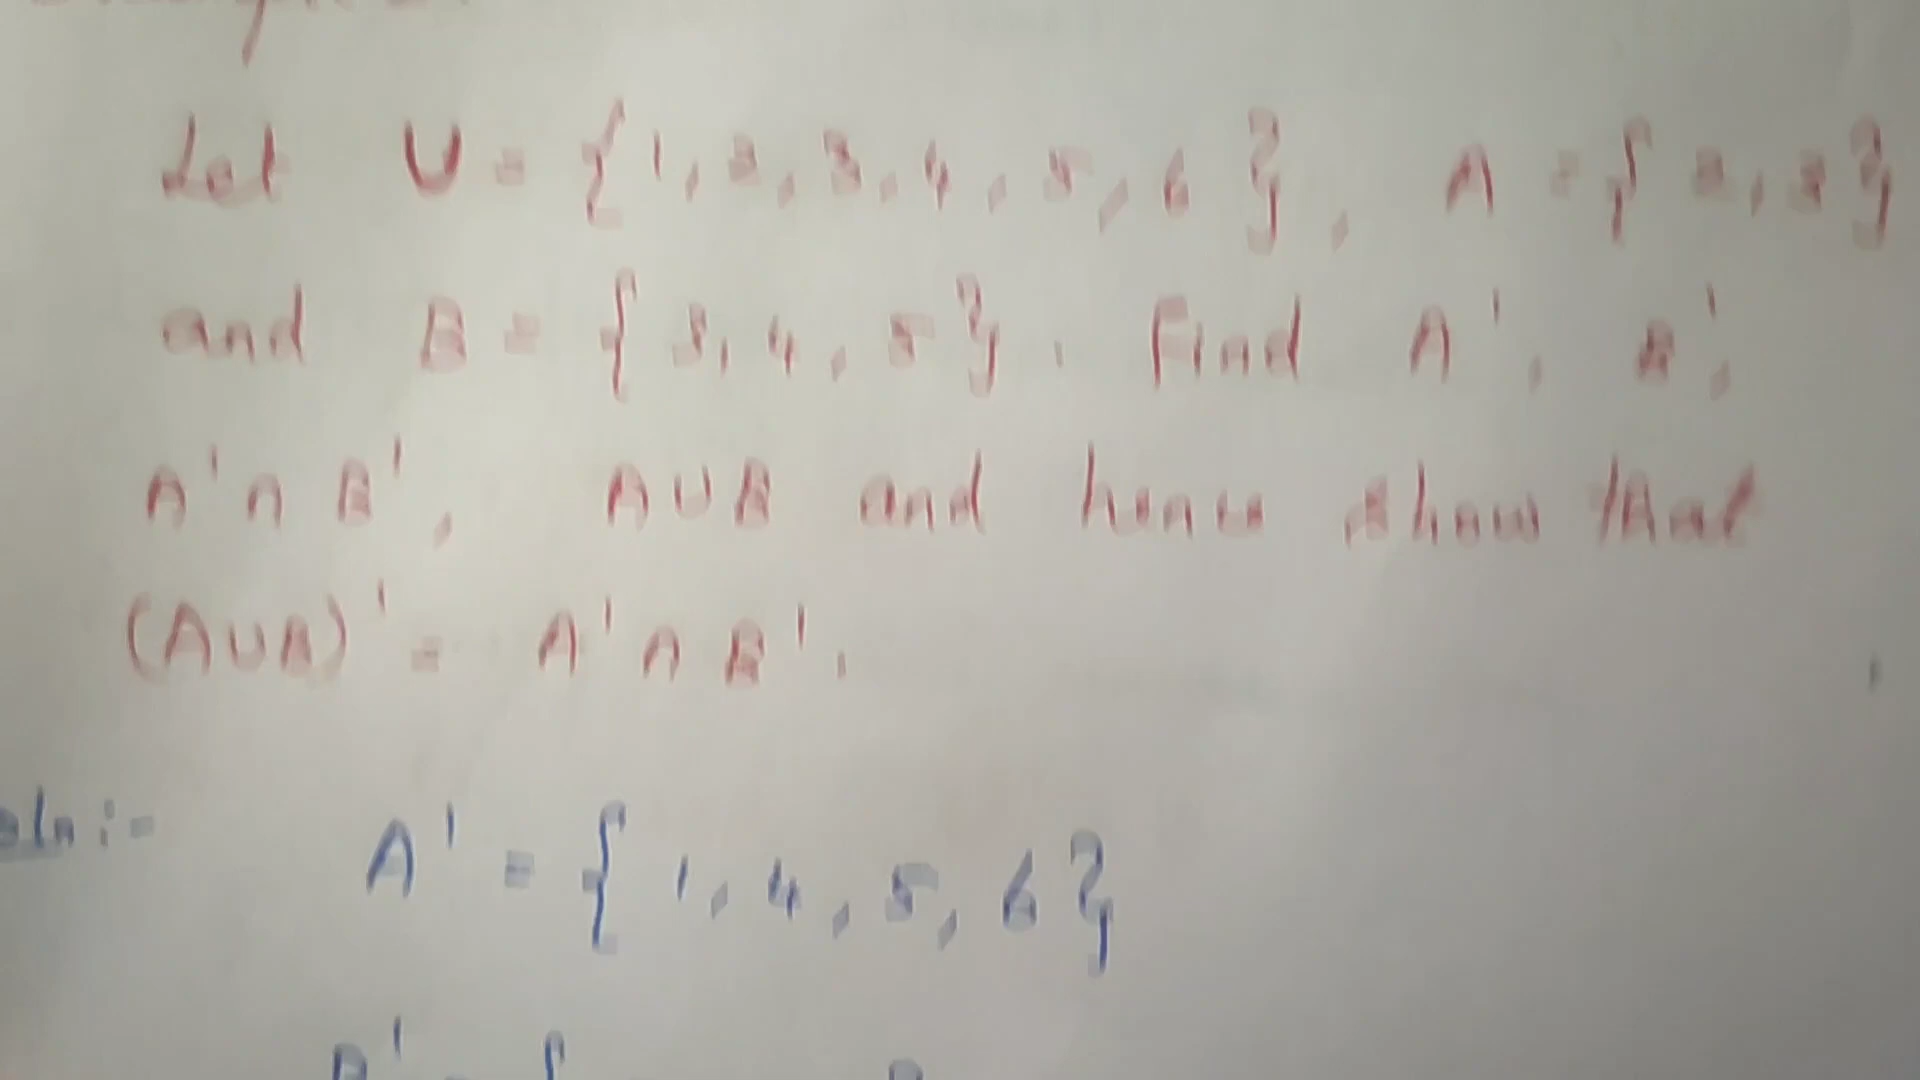 Let U = {1, 2, 3, 4, 5, 6}, A = {2, 3}
and B = {3, 4, 5}. Find A', B',
A' ∩ B', A ∪ B and hence show that
(A ∪ B)' = A' ∩ B'.
oln :- A' = {1, 4, 5, 6}
B' = {